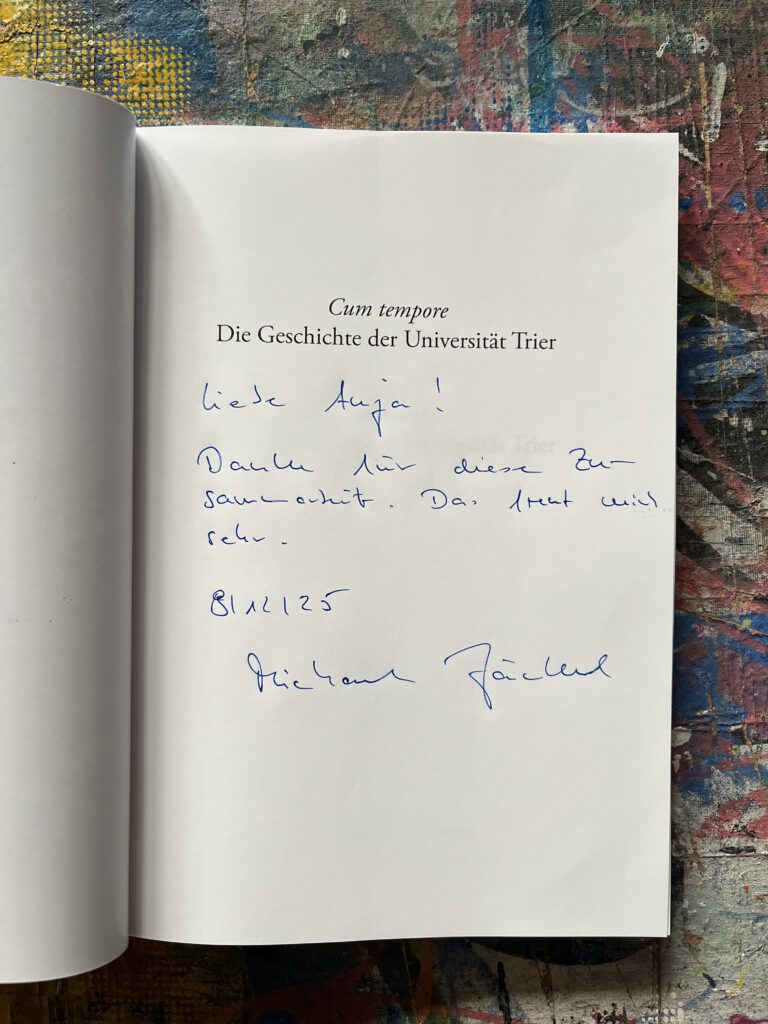 Cum tempore
Die Geschichte der Universität Trier
Liebe Anja!
Danke für diese Zu-
sammenarbeit. Das freut mich
sehr.
8/12/25
Michael Jäckel